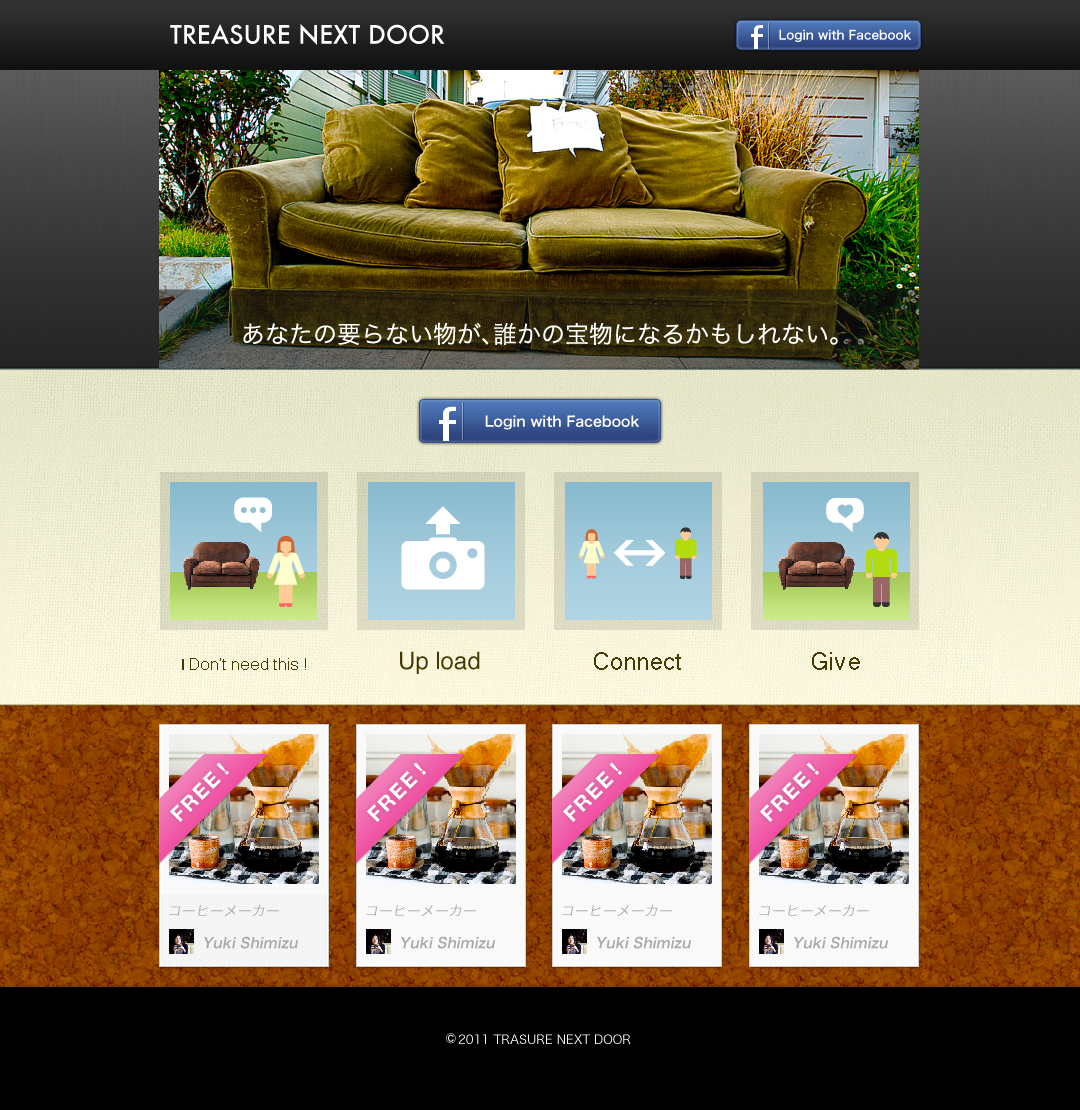 TREASURE NEXT DOOR
f Login with Facebook
あなたの要らない物が、誰かの宝物になるかもしれない。
f Login with Facebook
I Don't need this !
Up load
Connect
Give
FREE!
FREE!
FREE!
FREE!
コーヒーメーカー
コーヒーメーカー
コーヒーメーカー
コーヒーメーカー
Yuki Shimizu
Yuki Shimizu
Yuki Shimizu
Yuki Shimizu
© 2011 TRASURE NEXT DOOR